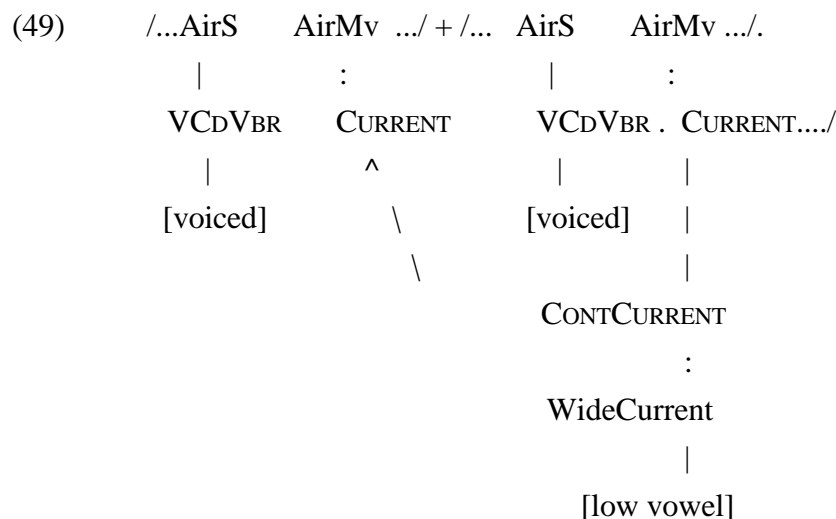 (49) /...AirS AirMv .../ + /... AirS AirMv .../.
| : | :
VCDVBR CURRENT VCDVBR . CURRENT..../
| ^ | |
[voiced] \ [voiced] |
\ |
CONTCURRENT
:
WideCurrent
|
[low vowel]